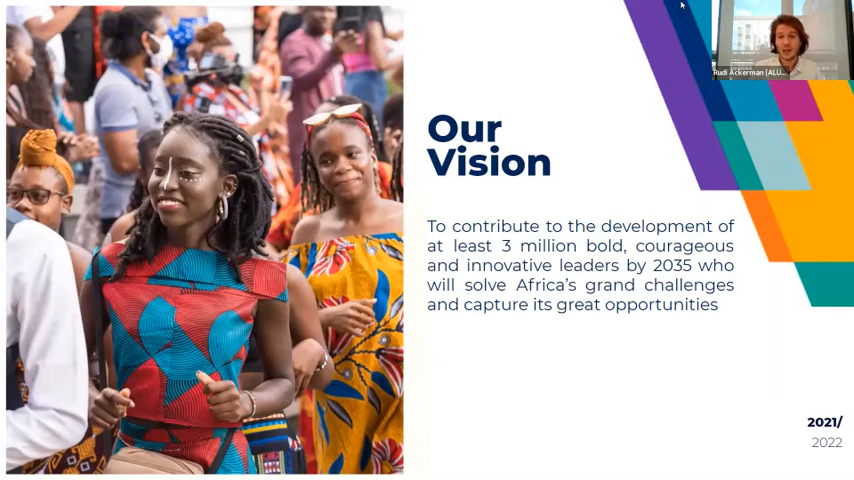 Rudi Ackerman (ALU...
Our
Vision
To contribute to the development of
at least 3 million bold, courageous
and innovative leaders by 2035 who
will solve Africa's grand challenges
and capture its great opportunities
2021/
2022